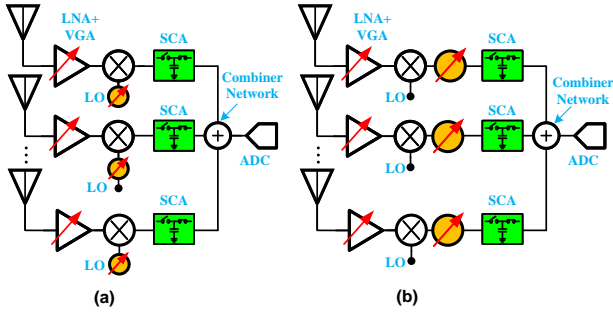 LNA+
VGA
SCA
LO
Combiner
Network
SCA
ADC
LO
SCA
LO
(a)
LNA+
VGA
SCA
LO
Combiner
Network
SCA
ADC
LO
SCA
LO
(b)